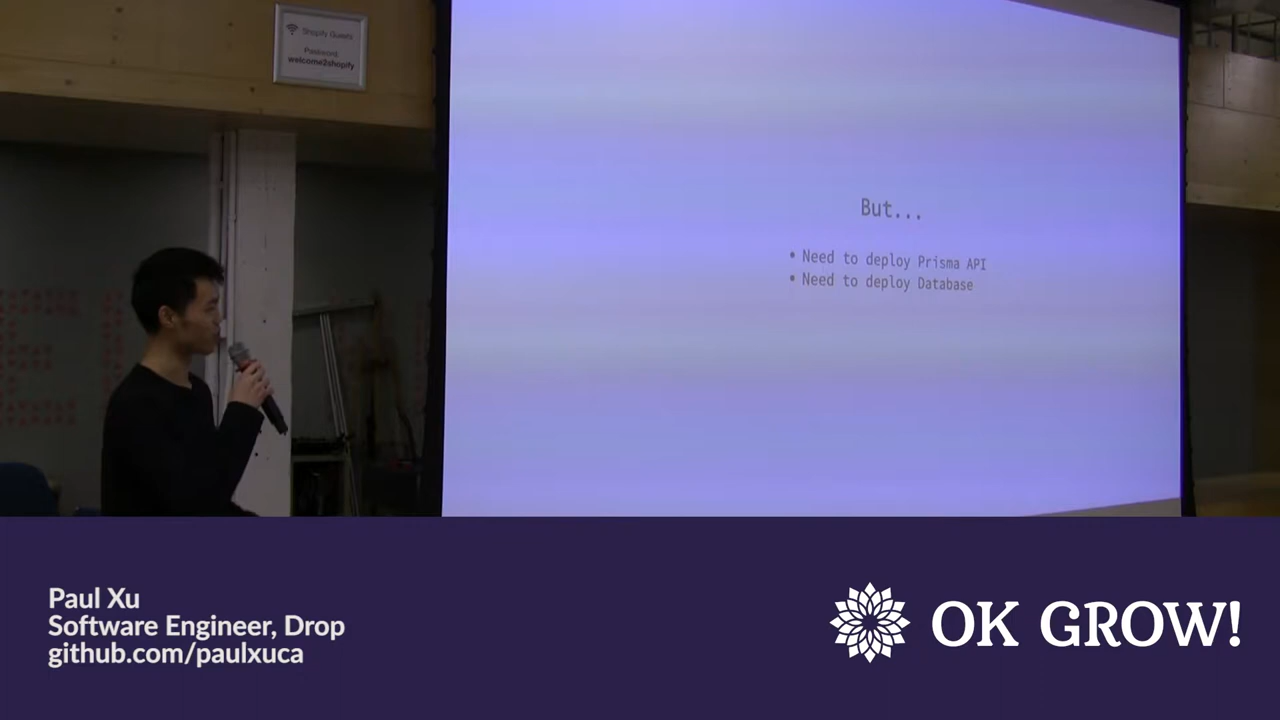 Shopify Guests
Password:
welcome2shopify
But...
• Need to deploy Prisma API
• Need to deploy Database
Paul Xu
Software Engineer, Drop
github.com/paulxuca
OK GROW!